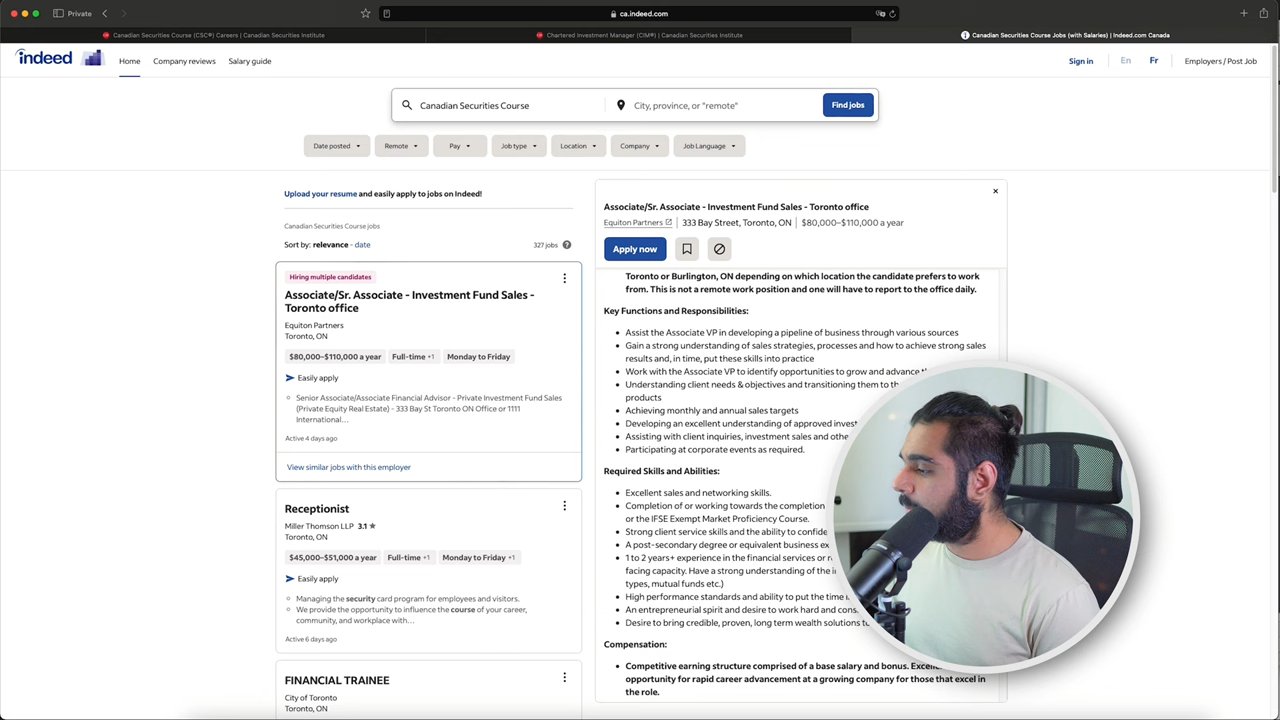 Private
ca.indeed.com
Canadian Securities Course (CSC®) Careers | Canadian Securities Institute
Chartered Investment Manager (CIM®) | Canadian Securities Institute
Canadian Securities Course Jobs (with Salaries) | Indeed.com Canada
indeed
Home
Company reviews
Salary guide
Sign in
En
Fr
Employers / Post Job
Canadian Securities Course
City, province, or "remote"
Find jobs
Date posted
Remote
Pay
Job type
Location
Company
Job Language
Upload your resume and easily apply to jobs on Indeed!
Canadian Securities Course jobs
Sort by: relevance - date
327 jobs
Hiring multiple candidates
Associate/Sr. Associate - Investment Fund Sales -
Toronto office
Equiton Partners
Toronto, ON
$80,000–$110,000 a year
Full-time +1
Monday to Friday
Easily apply
Senior Associate/Associate Financial Advisor - Private Investment Fund Sales
(Private Equity Real Estate) - 333 Bay St Toronto ON Office or 1111
International…
Active 4 days ago
View similar jobs with this employer
Receptionist
Miller Thomson LLP 3.1
Toronto, ON
$45,000–$51,000 a year
Full-time +1
Monday to Friday +1
Easily apply
Managing the security card program for employees and visitors.
We provide the opportunity to influence the course of your career,
community, and workplace with…
Active 6 days ago
FINANCIAL TRAINEE
City of Toronto
Toronto, ON
Associate/Sr. Associate - Investment Fund Sales - Toronto office
Equiton Partners
333 Bay Street, Toronto, ON
$80,000–$110,000 a year
Apply now
Toronto or Burlington, ON depending on which location the candidate prefers to work
from. This is not a remote work position and one will have to report to the office daily.
Key Functions and Responsibilities:
Assist the Associate VP in developing a pipeline of business through various sources
Gain a strong understanding of sales strategies, processes and how to achieve strong sales
results and, in time, put these skills into practice
Work with the Associate VP to identify opportunities to grow and advance
Understanding client needs & objectives and transitioning them to the
products
Achieving monthly and annual sales targets
Developing an excellent understanding of approved
Assisting with client inquiries, investment sales and
Participating at corporate events as required.
Required Skills and Abilities:
Excellent sales and networking skills.
Completion of or working towards the completion
or the IFSE Exempt Market Proficiency Course.
Strong client service skills and the ability to
A post-secondary degree or equivalent business
1 to 2 years+ experience in the financial services or
facing capacity. Have a strong understanding of the
types, mutual funds etc.)
High performance standards and ability to put the time
An entrepreneurial spirit and desire to work hard and
Desire to bring credible, proven, long term wealth solutions
Compensation:
Competitive earning structure comprised of a base salary and bonus.
opportunity for rapid career advancement at a growing company for those that excel in
the role.